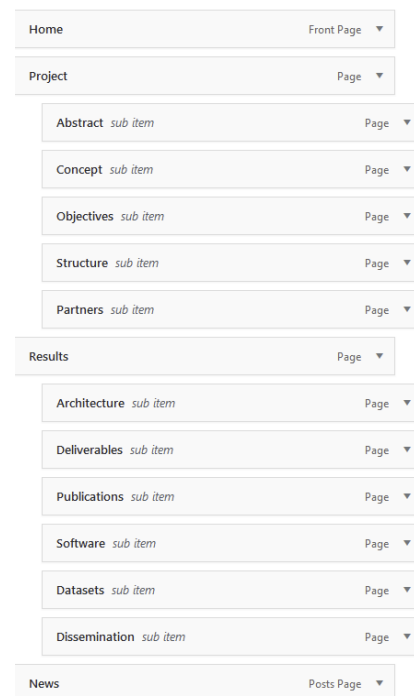 Home Front Page
Project Page
Abstract sub item Page
Concept sub item Page
Objectives sub item Page
Structure sub item Page
Partners sub item Page
Results Page
Architecture sub item Page
Deliverables sub item Page
Publications sub item Page
Software sub item Page
Datasets sub item Page
Dissemination sub item Page
News Posts Page